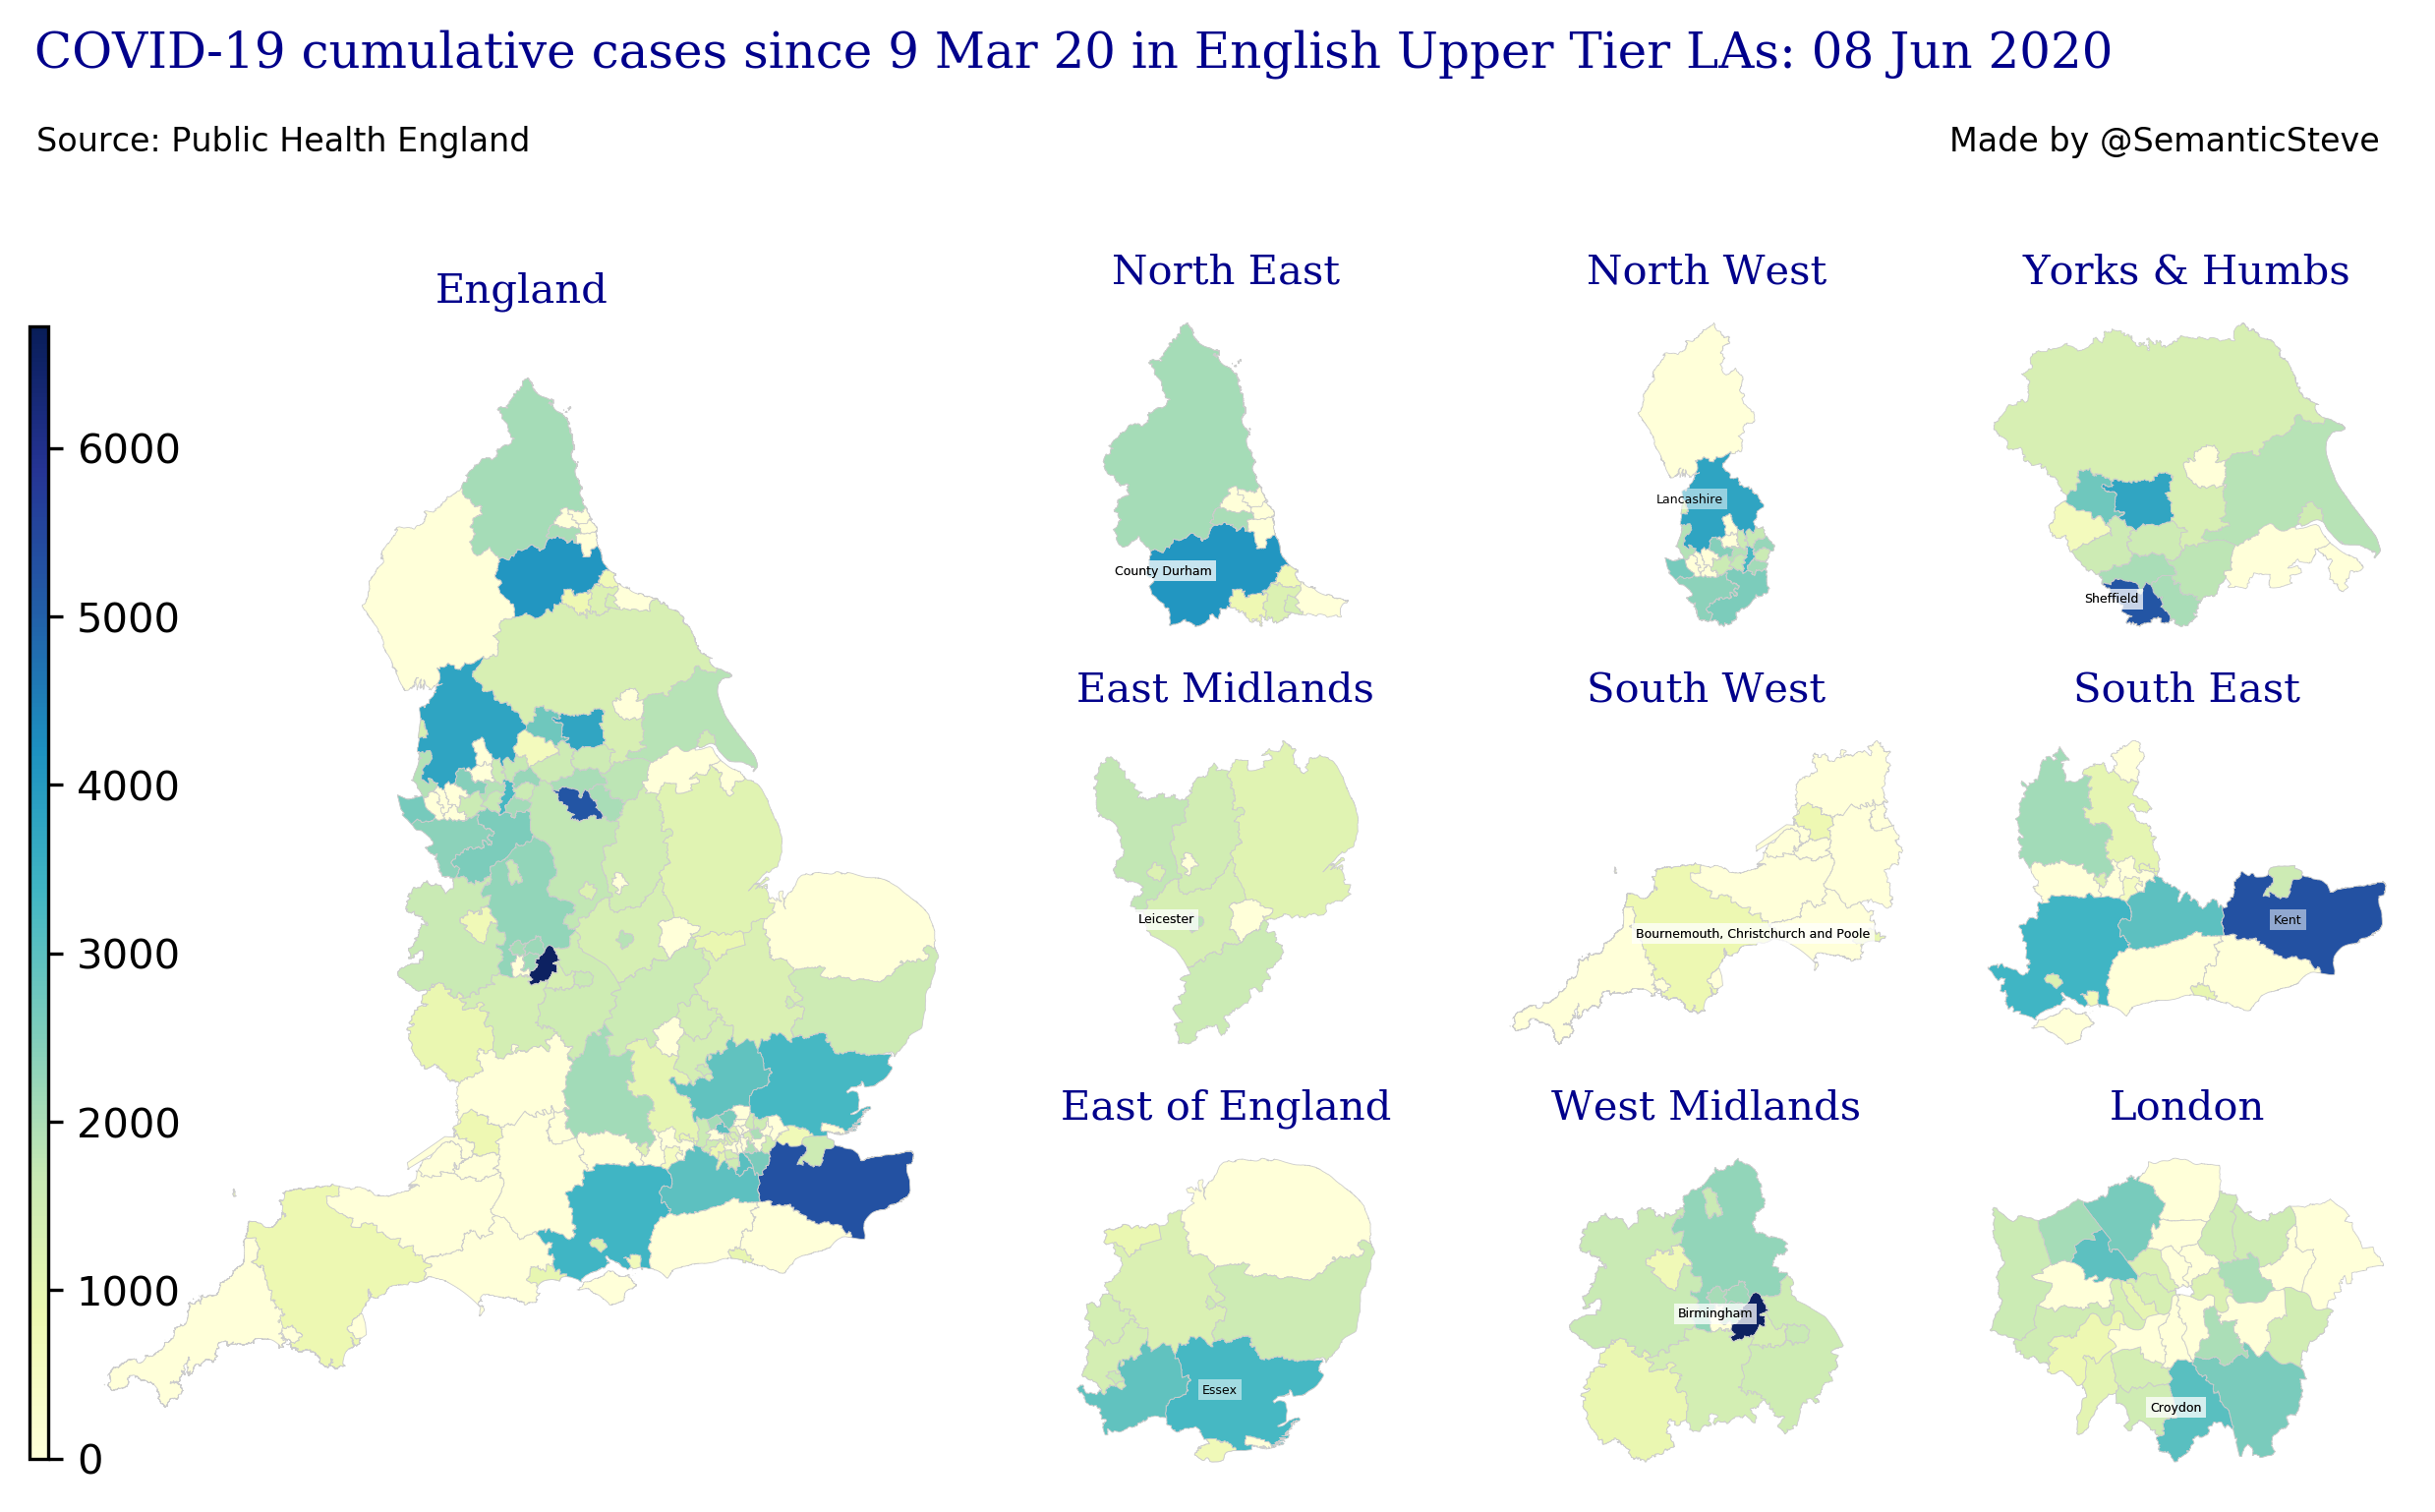 COVID-19 cumulative cases since 9 Mar 20 in English Upper Tier LAs: 08 Jun 2020
Source: Public Health England
Made by @SemanticSteve
England
6000
5000
4000
3000
2000
1000
0
North East
County Durham
North West
Lancashire
Yorks & Humbs
Sheffield
East Midlands
Leicester
South West
Bournemouth, Christchurch and Poole
South East
Kent
East of England
Essex
West Midlands
Birmingham
London
Croydon